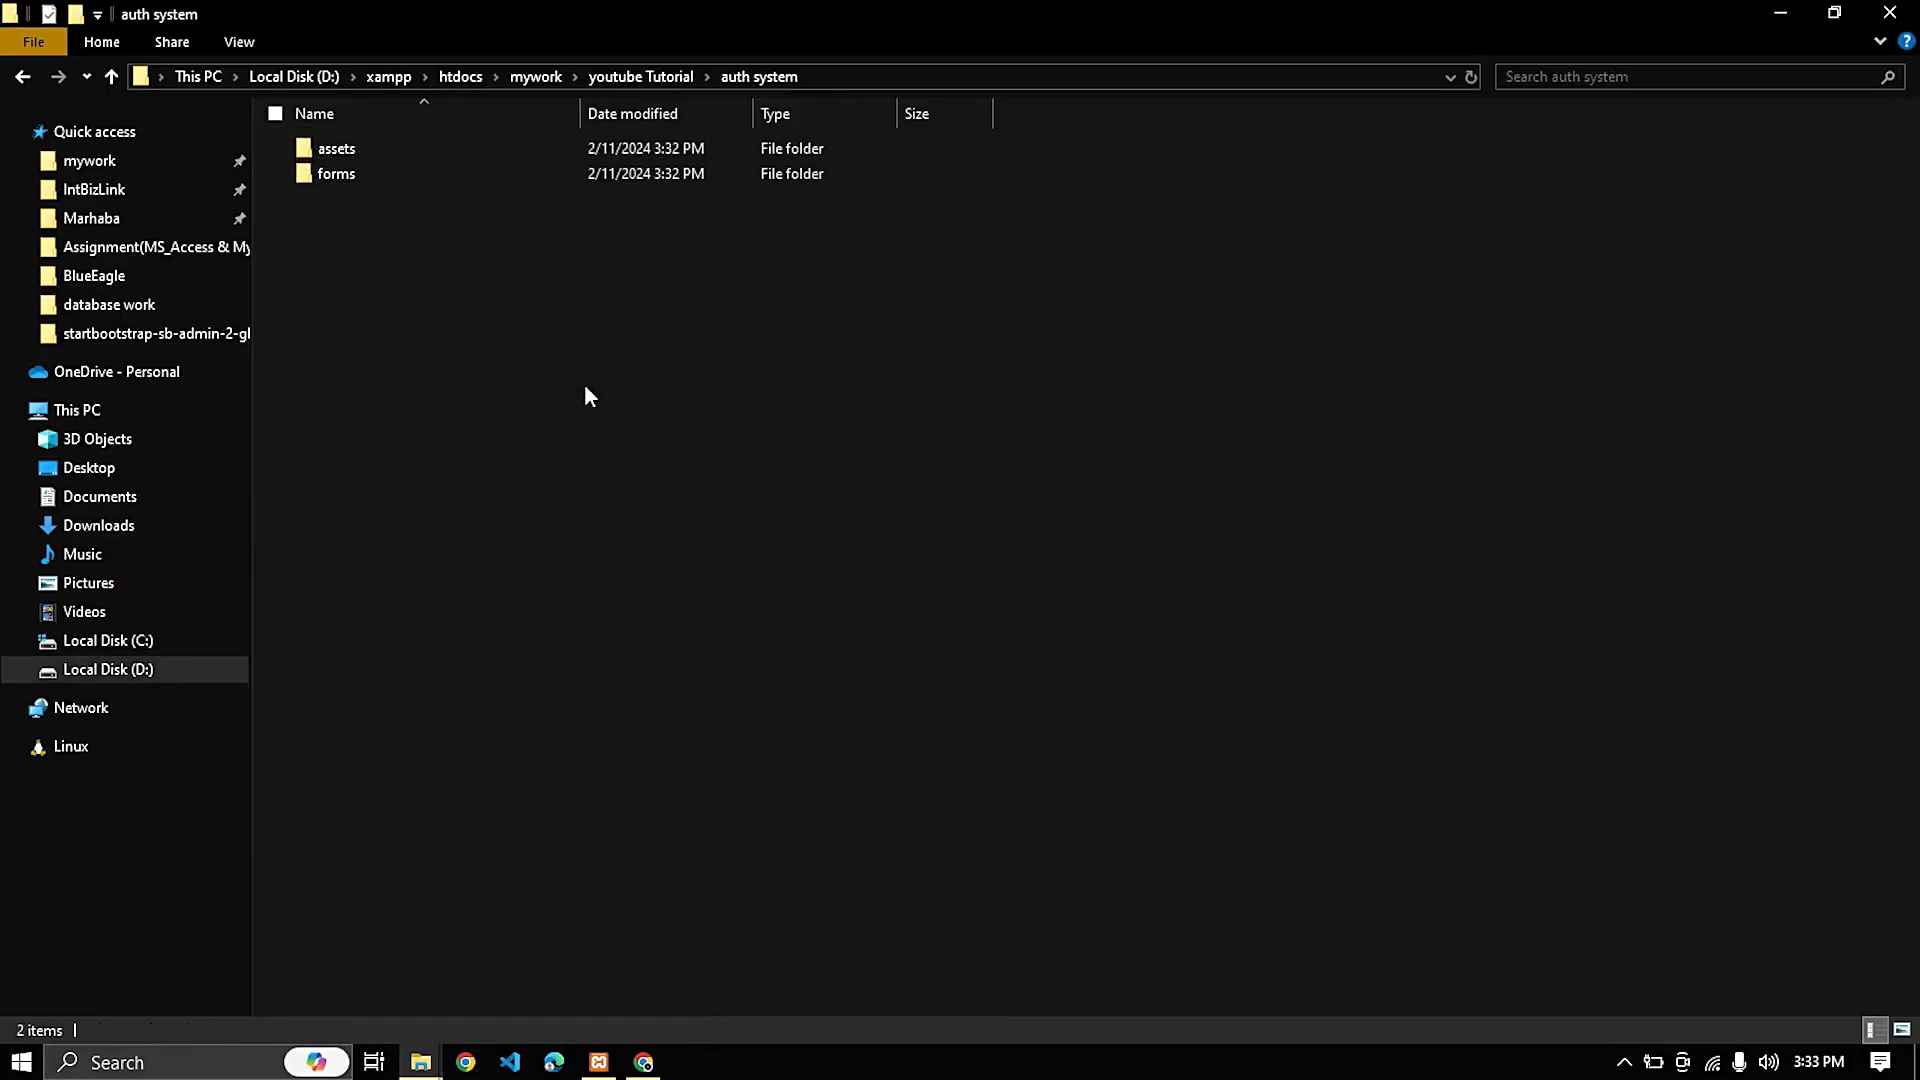 auth system
File Home Share View
This PC Local Disk (D:) xampp htdocs mywork youtube Tutorial auth system Search auth system
Name Date modified Type Size
assets 2/11/2024 3:32 PM File folder
forms 2/11/2024 3:32 PM File folder
Quick access
mywork
IntBizLink
Marhaba
Assignment(MS_Access & My
BlueEagle
database work
startbootstrap-sb-admin-2-gl
OneDrive - Personal
This PC
3D Objects
Desktop
Documents
Downloads
Music
Pictures
Videos
Local Disk (C:)
Local Disk (D:)
Network
Linux
2 items
Search 3:33 PM